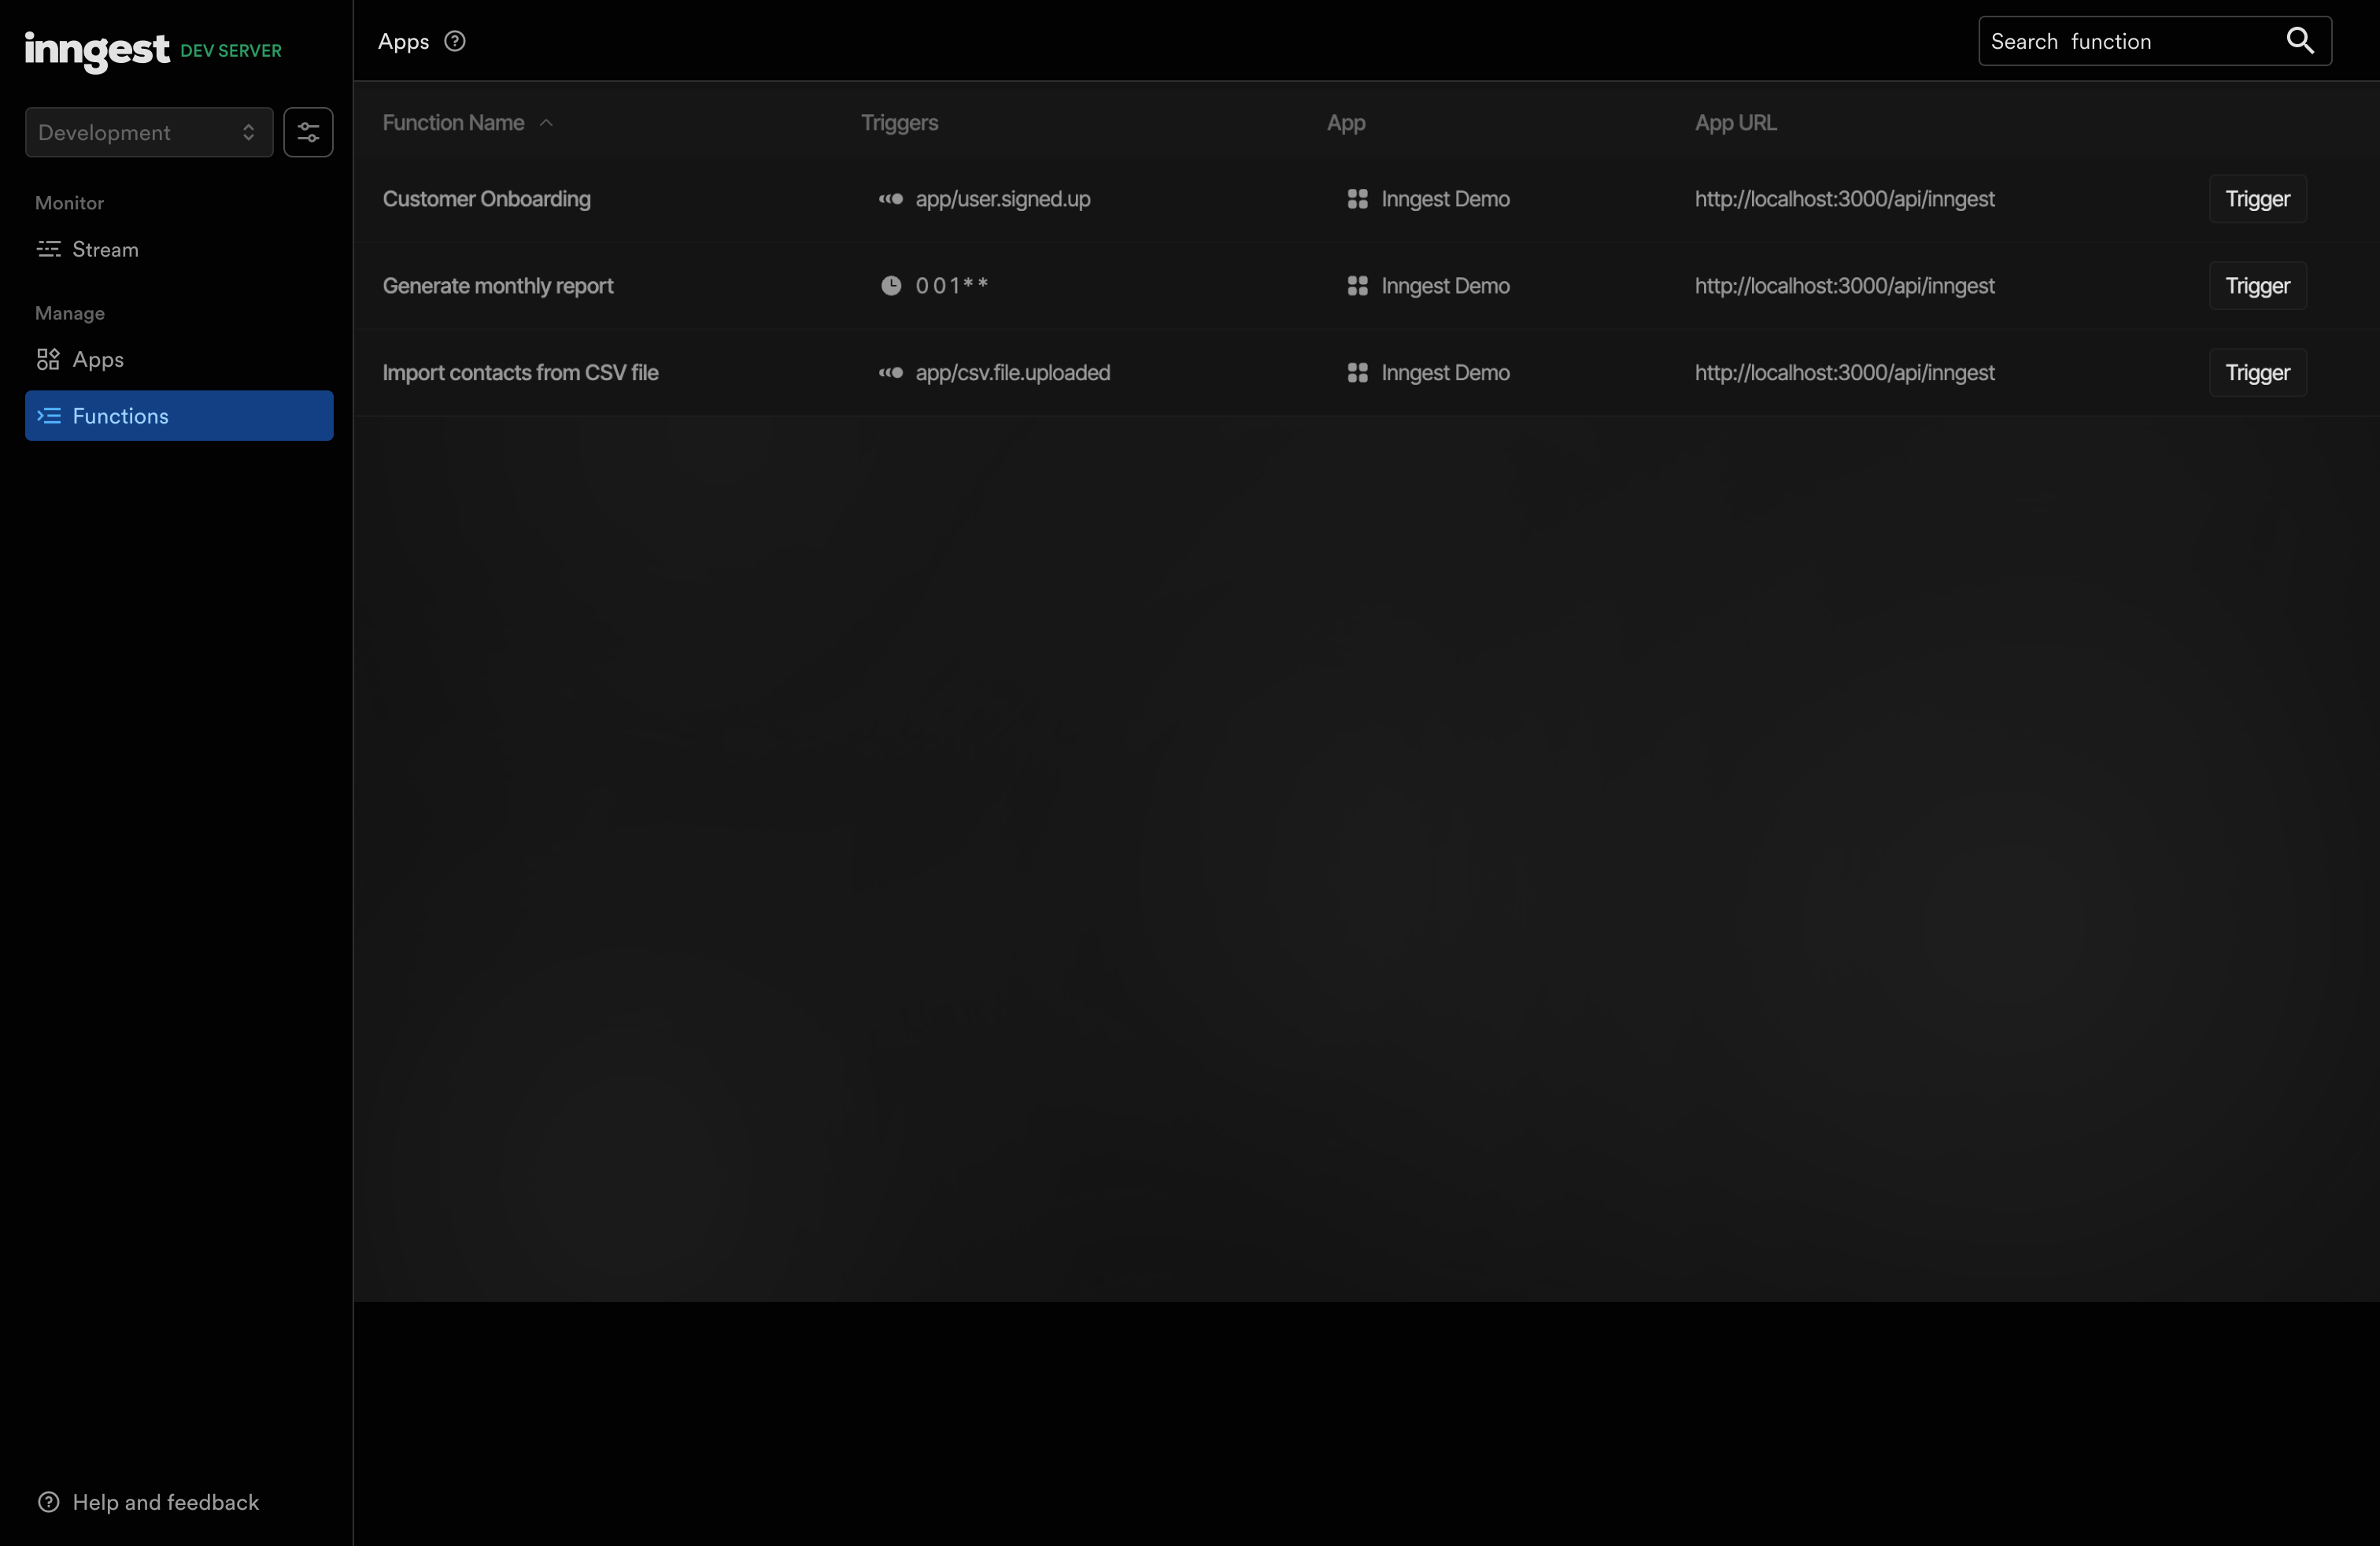 inngest DEV SERVER
Development
Monitor
Stream
Manage
Apps
Functions
Help and feedback
Apps
Search function
Function Name Triggers App App URL
Customer Onboarding app/user.signed.up Inngest Demo http://localhost:3000/api/inngest Trigger
Generate monthly report 0 0 1 * * Inngest Demo http://localhost:3000/api/inngest Trigger
Import contacts from CSV file app/csv.file.uploaded Inngest Demo http://localhost:3000/api/inngest Trigger